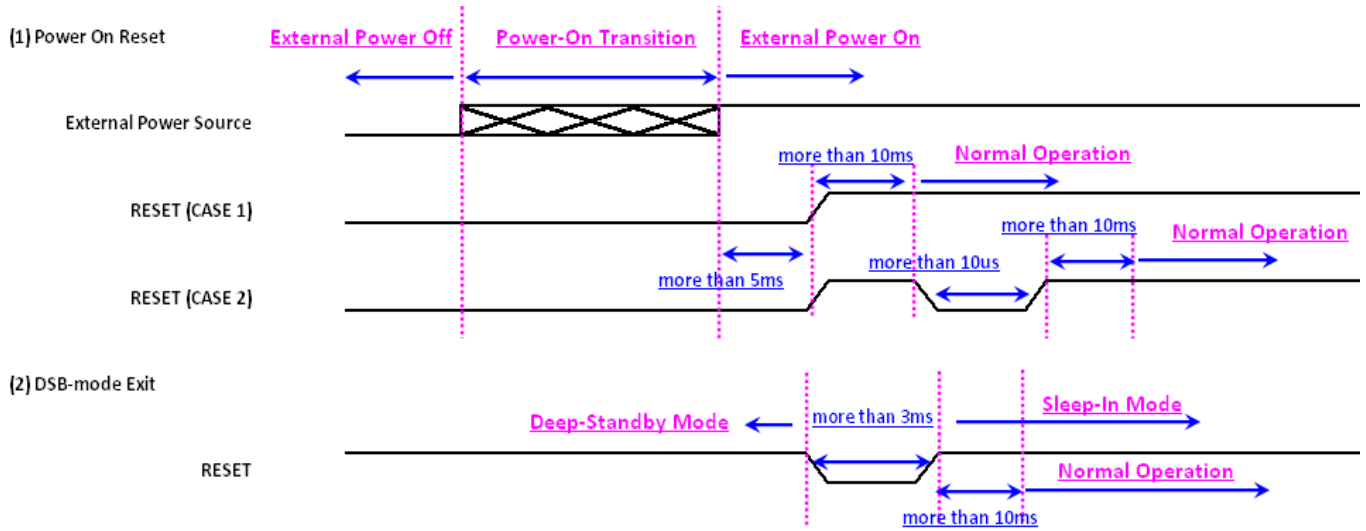 (1) Power On Reset
External Power Off
Power-On Transition
External Power On
External Power Source
more than 10ms
Normal Operation
RESET (CASE 1)
more than 10ms
Normal Operation
more than 5ms
more than 10us
RESET (CASE 2)
(2) DSB-mode Exit
Deep-Standby Mode
more than 3ms
Sleep-In Mode
RESET
Normal Operation
more than 10ms